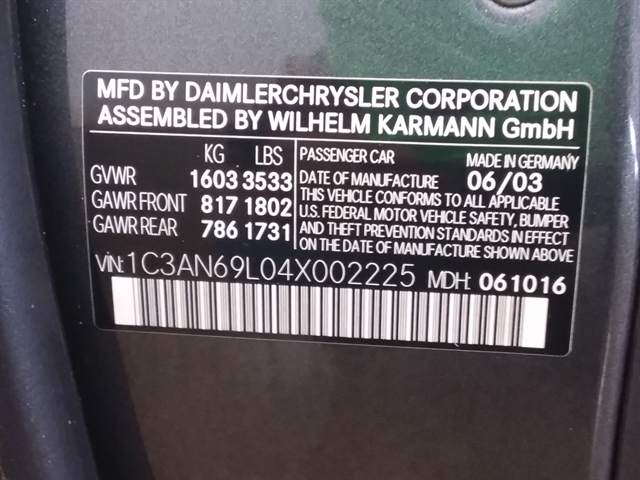 MFD BY DAIMLERCHRYSLER CORPORATION
ASSEMBLED BY WILHELM KARMANN GmbH
KG LBS
GVWR 1603 3533
GAWR FRONT 817 1802
GAWR REAR 786 1731
PASSENGER CAR MADE IN GERMANY
DATE OF MANUFACTURE 06/03
THIS VEHICLE CONFORMS TO ALL APPLICABLE
U.S. FEDERAL MOTOR VEHICLE SAFETY, BUMPER
AND THEFT PREVENTION STANDARDS IN EFFECT
ON THE DATE OF MANUFACTURE SHOWN ABOVE
VIN: 1C3AN69L04X002225 MDH: 061016